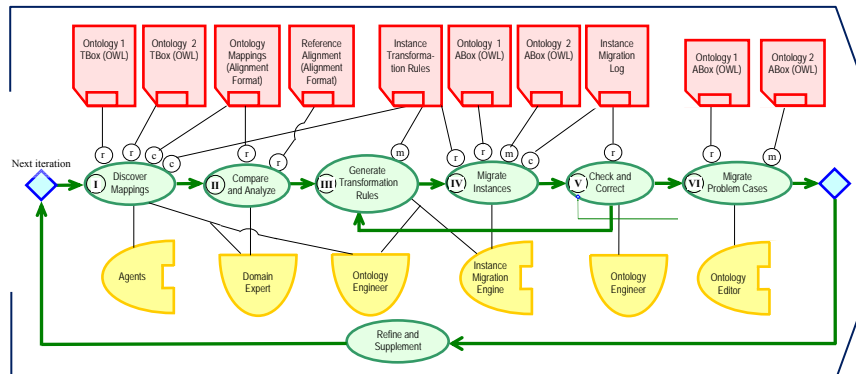 Ontology 1
TBox (OWL)
Ontology 2
TBox (OWL)
Ontology
Mappings
(Alignment
Format)
Reference
Alignment
(Alignment
Format)
Instance
Transforma-
tion Rules
Ontology 1
ABox (OWL)
Ontology 2
ABox (OWL)
Instance
Migration
Log
Ontology 1
ABox (OWL)
Ontology 2
ABox (OWL)
r
r
c
c
r
r
m
r
r
m
c
r
r
m
Next iteration
I
Discover
Mappings
II
Compare
and Analyze
III
Generate
Transformation
Rules
IV
Migrate
Instances
V
Check and
Correct
VI
Migrate
Problem Cases
Agents
Domain
Expert
Ontology
Engineer
Instance
Migration
Engine
Ontology
Engineer
Ontology
Editor
Refine and
Supplement